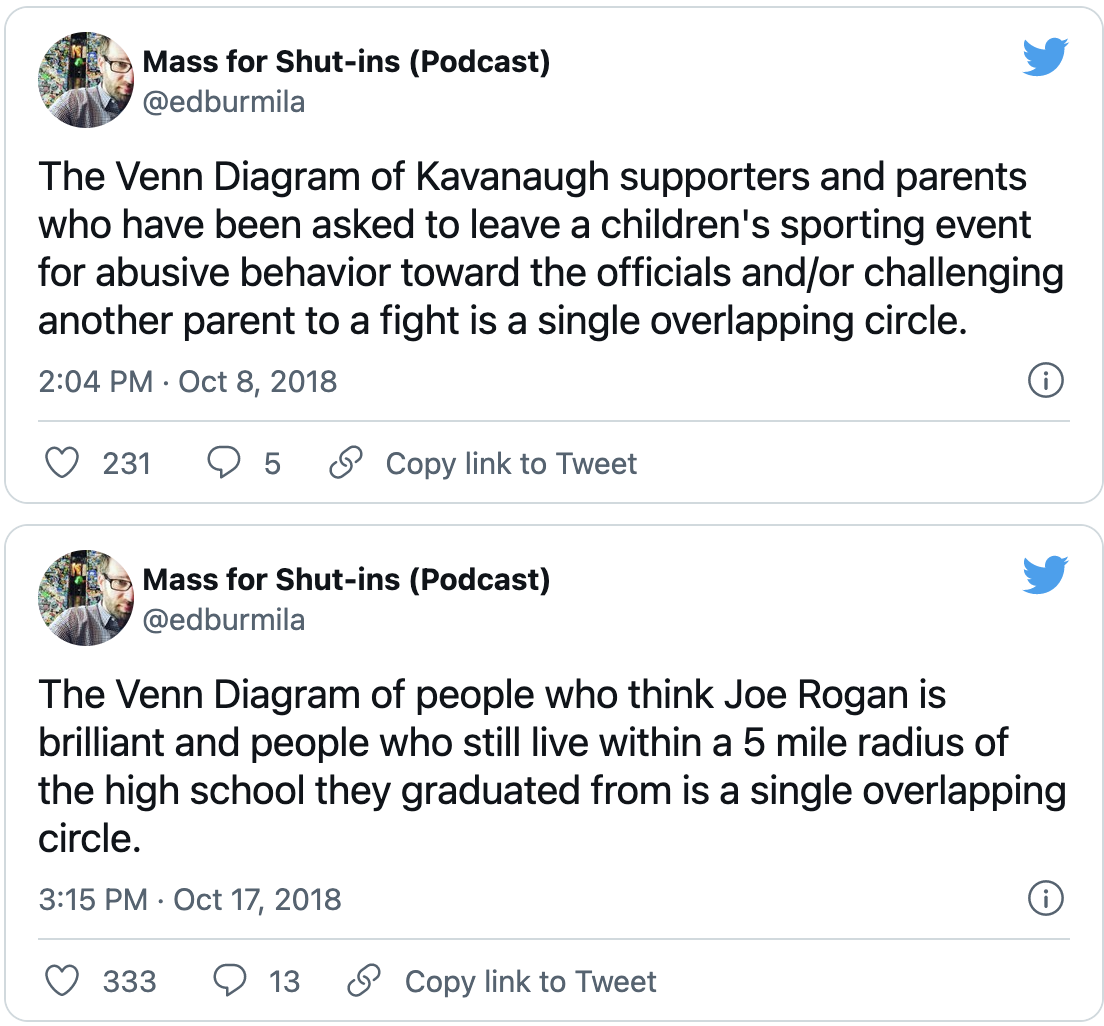 Mass for Shut-ins (Podcast)
@edburmila
The Venn Diagram of Kavanaugh supporters and parents
who have been asked to leave a children's sporting event
for abusive behavior toward the officials and/or challenging
another parent to a fight is a single overlapping circle.
2:04 PM · Oct 8, 2018
231 5 Copy link to Tweet
Mass for Shut-ins (Podcast)
@edburmila
The Venn Diagram of people who think Joe Rogan is
brilliant and people who still live within a 5 mile radius of
the high school they graduated from is a single overlapping
circle.
3:15 PM · Oct 17, 2018
333 13 Copy link to Tweet